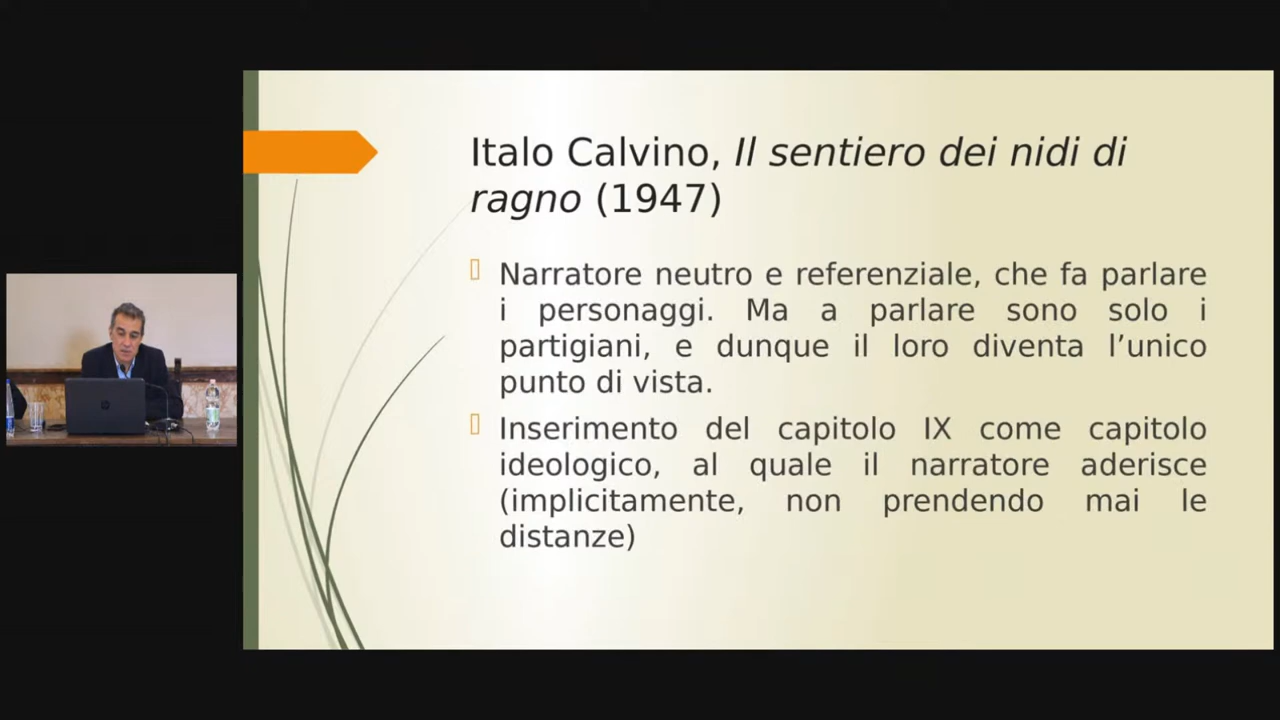 Italo Calvino, Il sentiero dei nidi di
ragno (1947)
Narratore neutro e referenziale, che fa parlare
i personaggi. Ma a parlare sono solo i
partigiani, e dunque il loro diventa l’unico
punto di vista.
Inserimento del capitolo IX come capitolo
ideologico, al quale il narratore aderisce
(implicitamente, non prendendo mai le
distanze)